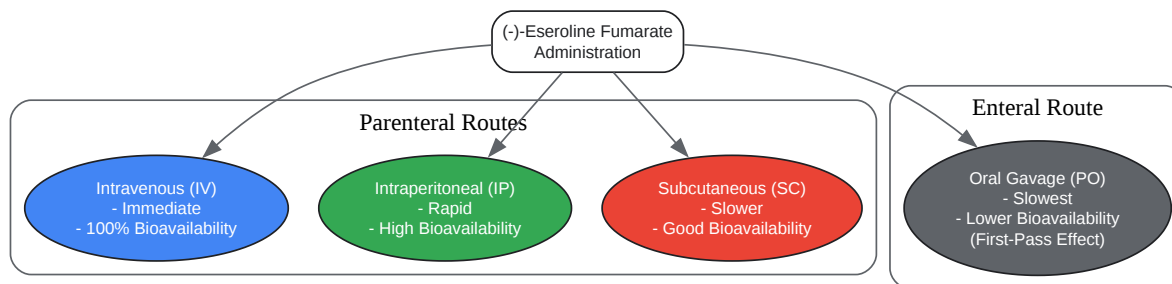 (-)-Eseroline Fumarate
Administration
Parenteral Routes
Enteral Route
Intravenous (IV)
- Immediate
- 100% Bioavailability
Intraperitoneal (IP)
- Rapid
- High Bioavailability
Subcutaneous (SC)
- Slower
- Good Bioavailability
Oral Gavage (PO)
- Slowest
- Lower Bioavailability
(First-Pass Effect)